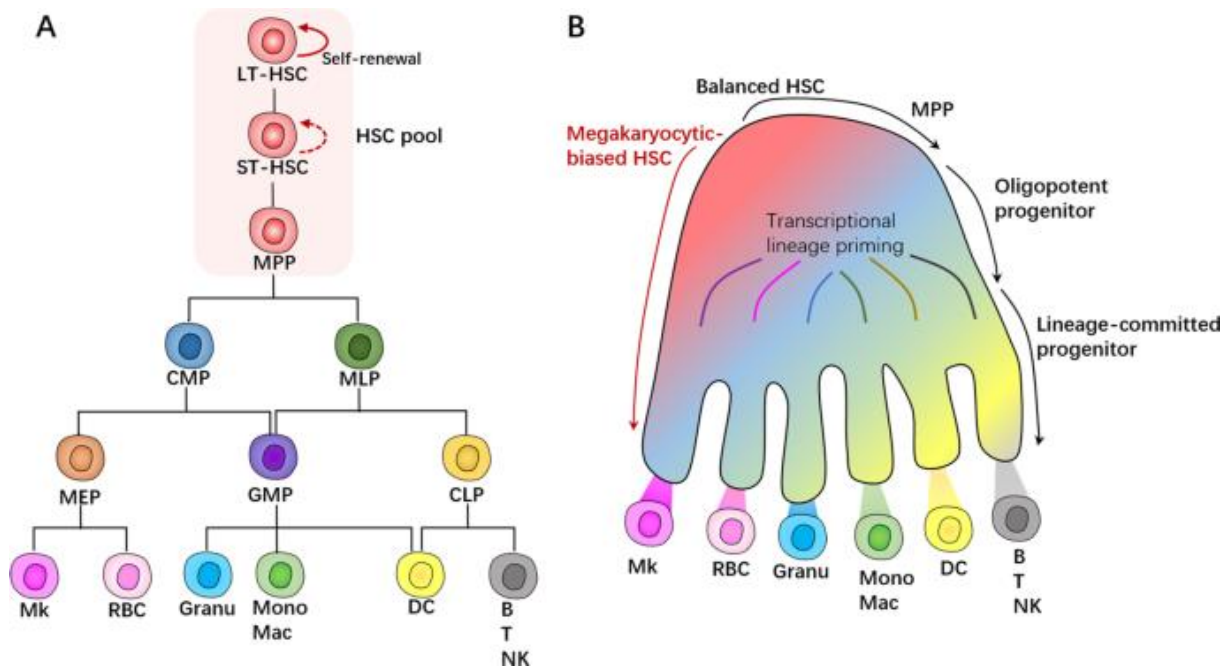 A
Self-renewal
LT-HSC
HSC pool
ST-HSC
MPP
CMP
MLP
MEP
GMP
CLP
Mk
RBC
Granu
Mono
Mac
DC
B
T
NK
B
Balanced HSC
MPP
Megakaryocytic-
biased HSC
Oligopotent
progenitor
Transcriptional
lineage priming
Lineage-committed
progenitor
Mk
RBC
Granu
Mono
Mac
DC
B
T
NK